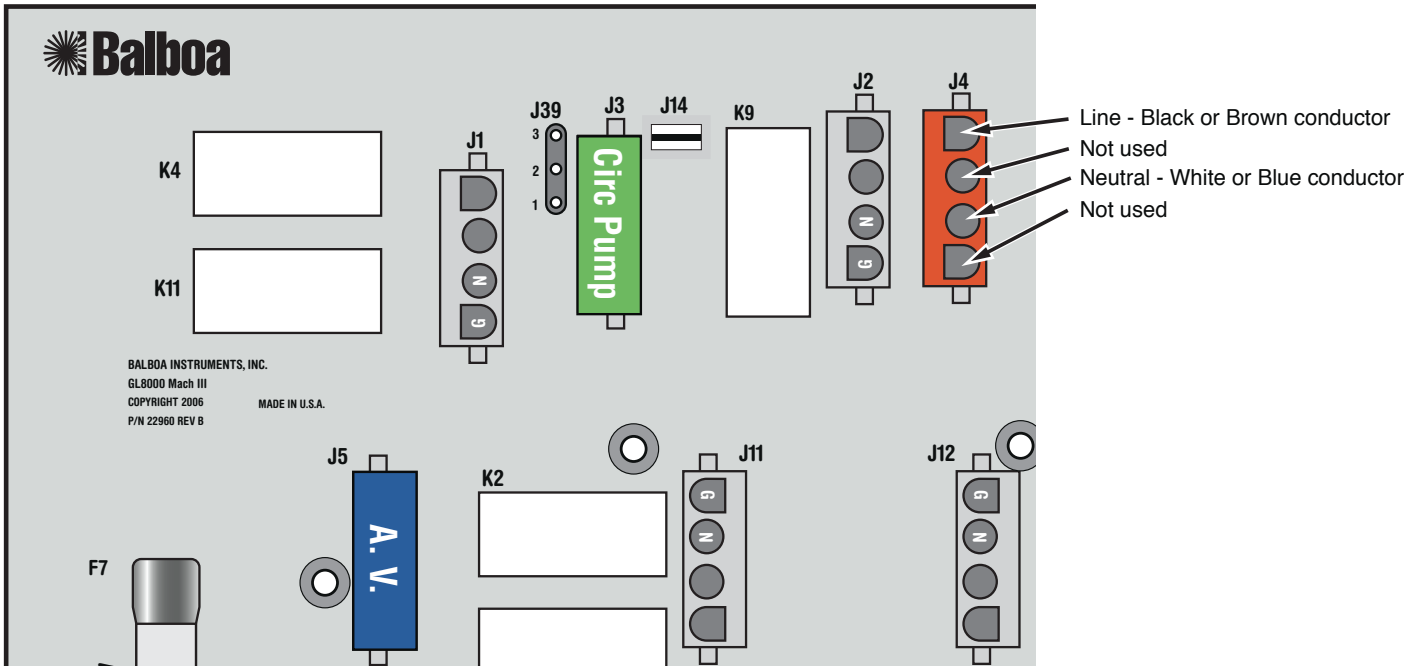 Balboa
J39
J3
J14
K9
J2
J4
J1
K4
3
2
1
Circ Pump
Line - Black or Brown conductor
Not used
Neutral - White or Blue conductor
Not used
N
G
N
G
K11
BALBOA INSTRUMENTS, INC.
GL8000 Mach III
COPYRIGHT 2006 MADE IN U.S.A.
P/N 22960 REV B
J5
K2
J11
J12
A. V.
G
N
G
N
F7